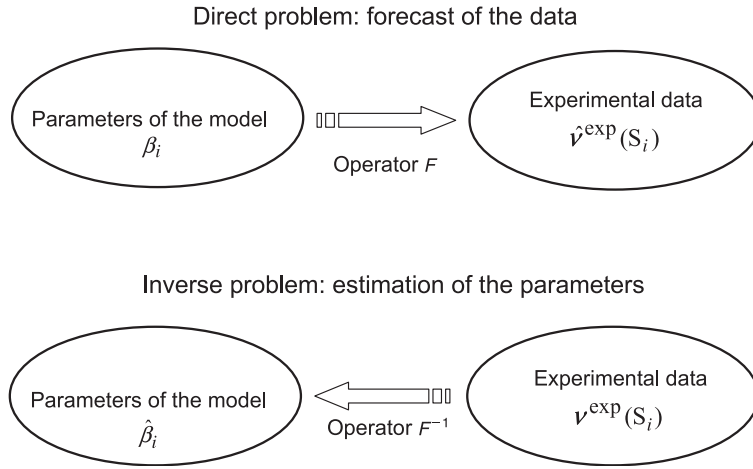 Direct problem: forecast of the data
Parameters of the model
βᵢ
Operator F
Experimental data
ν̂ᵉˣᵖ(Sᵢ)
Inverse problem: estimation of the parameters
Parameters of the model
β̂ᵢ
Operator F⁻¹
Experimental data
νᵉˣᵖ(Sᵢ)